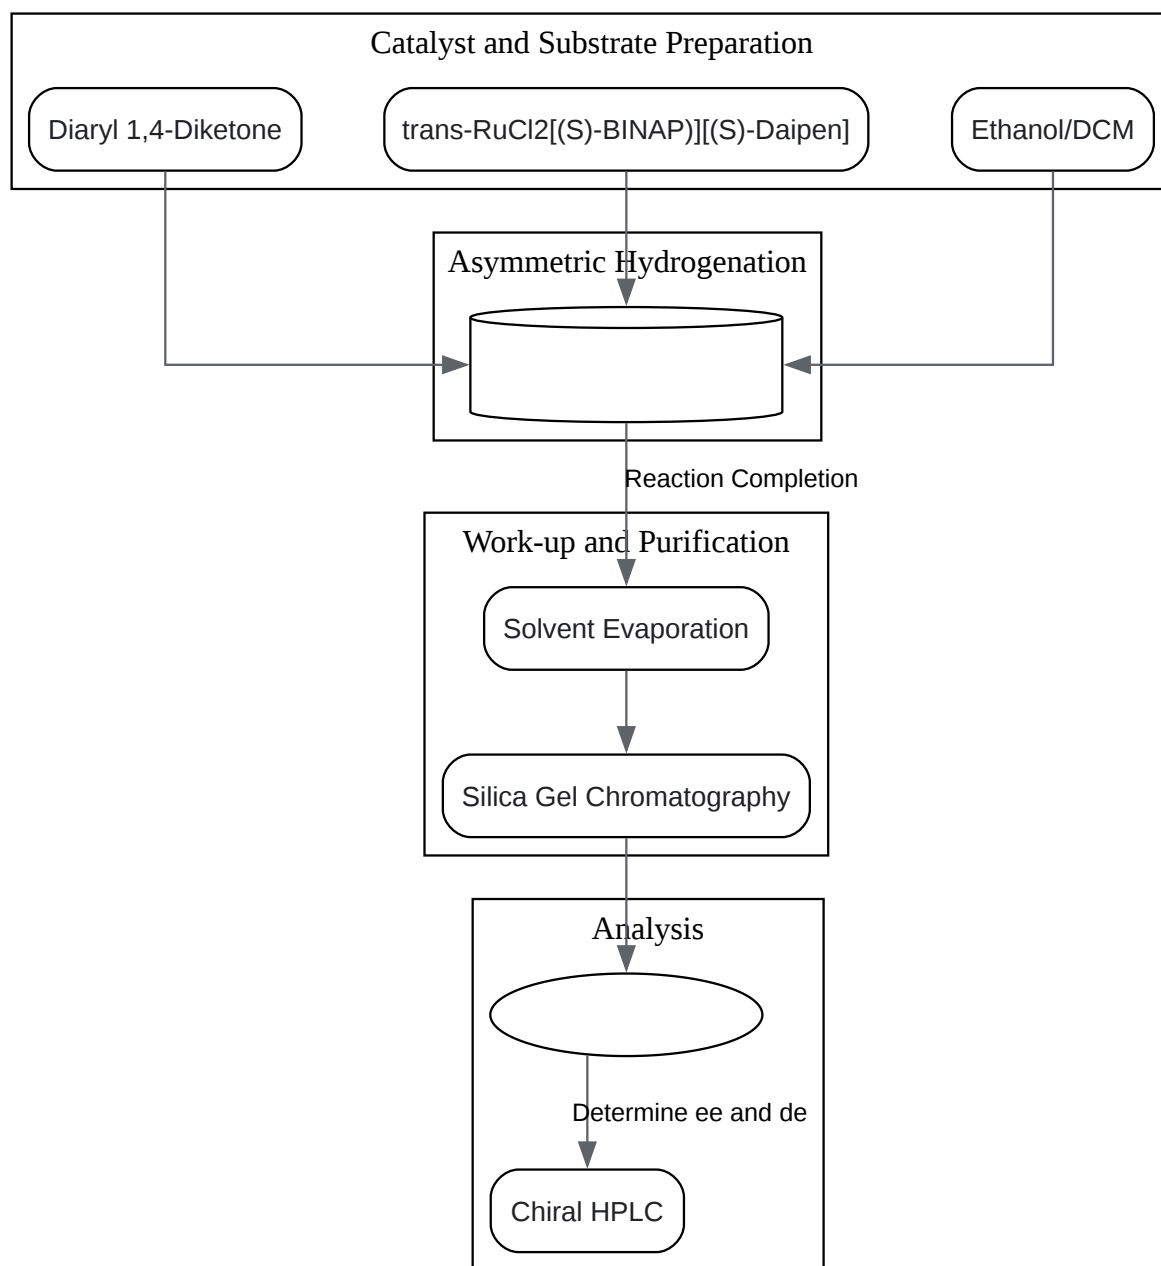 Catalyst and Substrate Preparation
Diaryl 1,4-Diketone
trans-RuCl2[(S)-BINAP)][(S)-Daipen]
Ethanol/DCM
Asymmetric Hydrogenation
Reaction Completion
Work-up and Purification
Solvent Evaporation
Silica Gel Chromatography
Analysis
Determine ee and de
Chiral HPLC